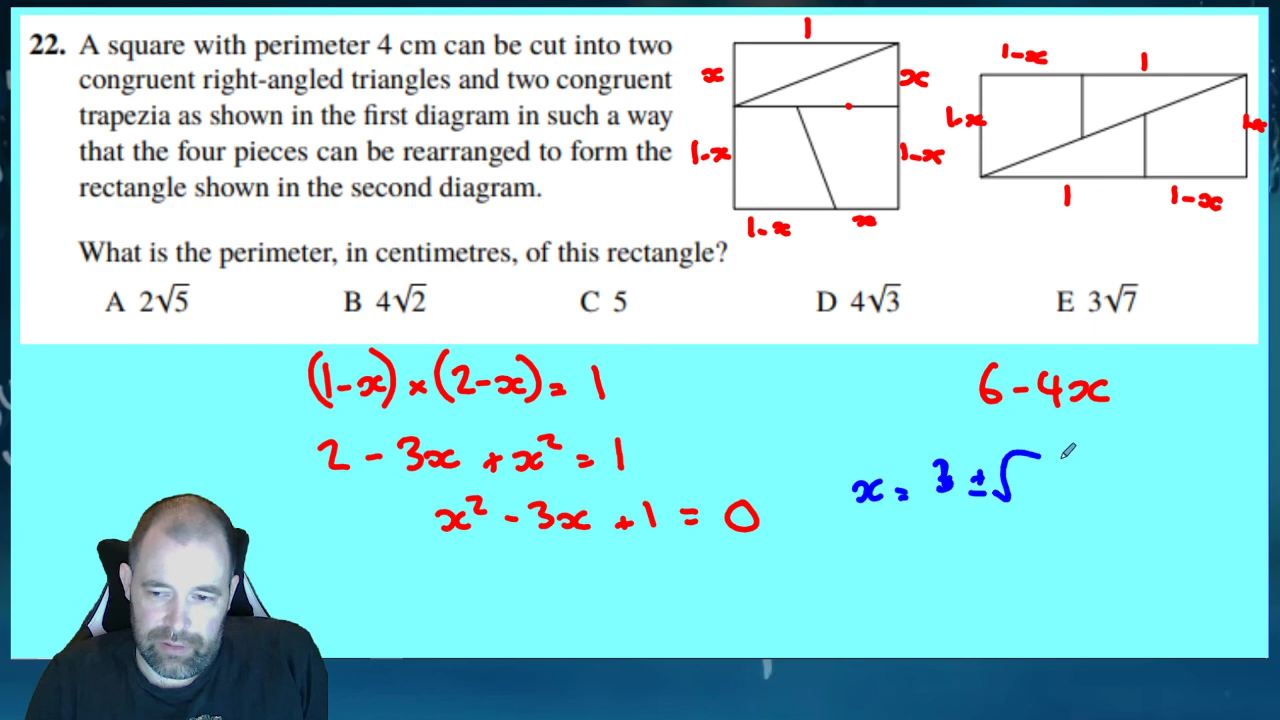 22. A square with perimeter 4 cm can be cut into two
congruent right-angled triangles and two congruent
trapezia as shown in the first diagram in such a way
that the four pieces can be rearranged to form the
rectangle shown in the second diagram.
What is the perimeter, in centimetres, of this rectangle?
A 2√5 B 4√2 C 5 D 4√3 E 3√7
1
x x
1-x 1-x
1-x x
1-x 1
1-x 1-x
1 1-x
(1-x) × (2-x) = 1
2 - 3x + x² = 1
x² - 3x + 1 = 0
6 - 4x
x = 3 ± √